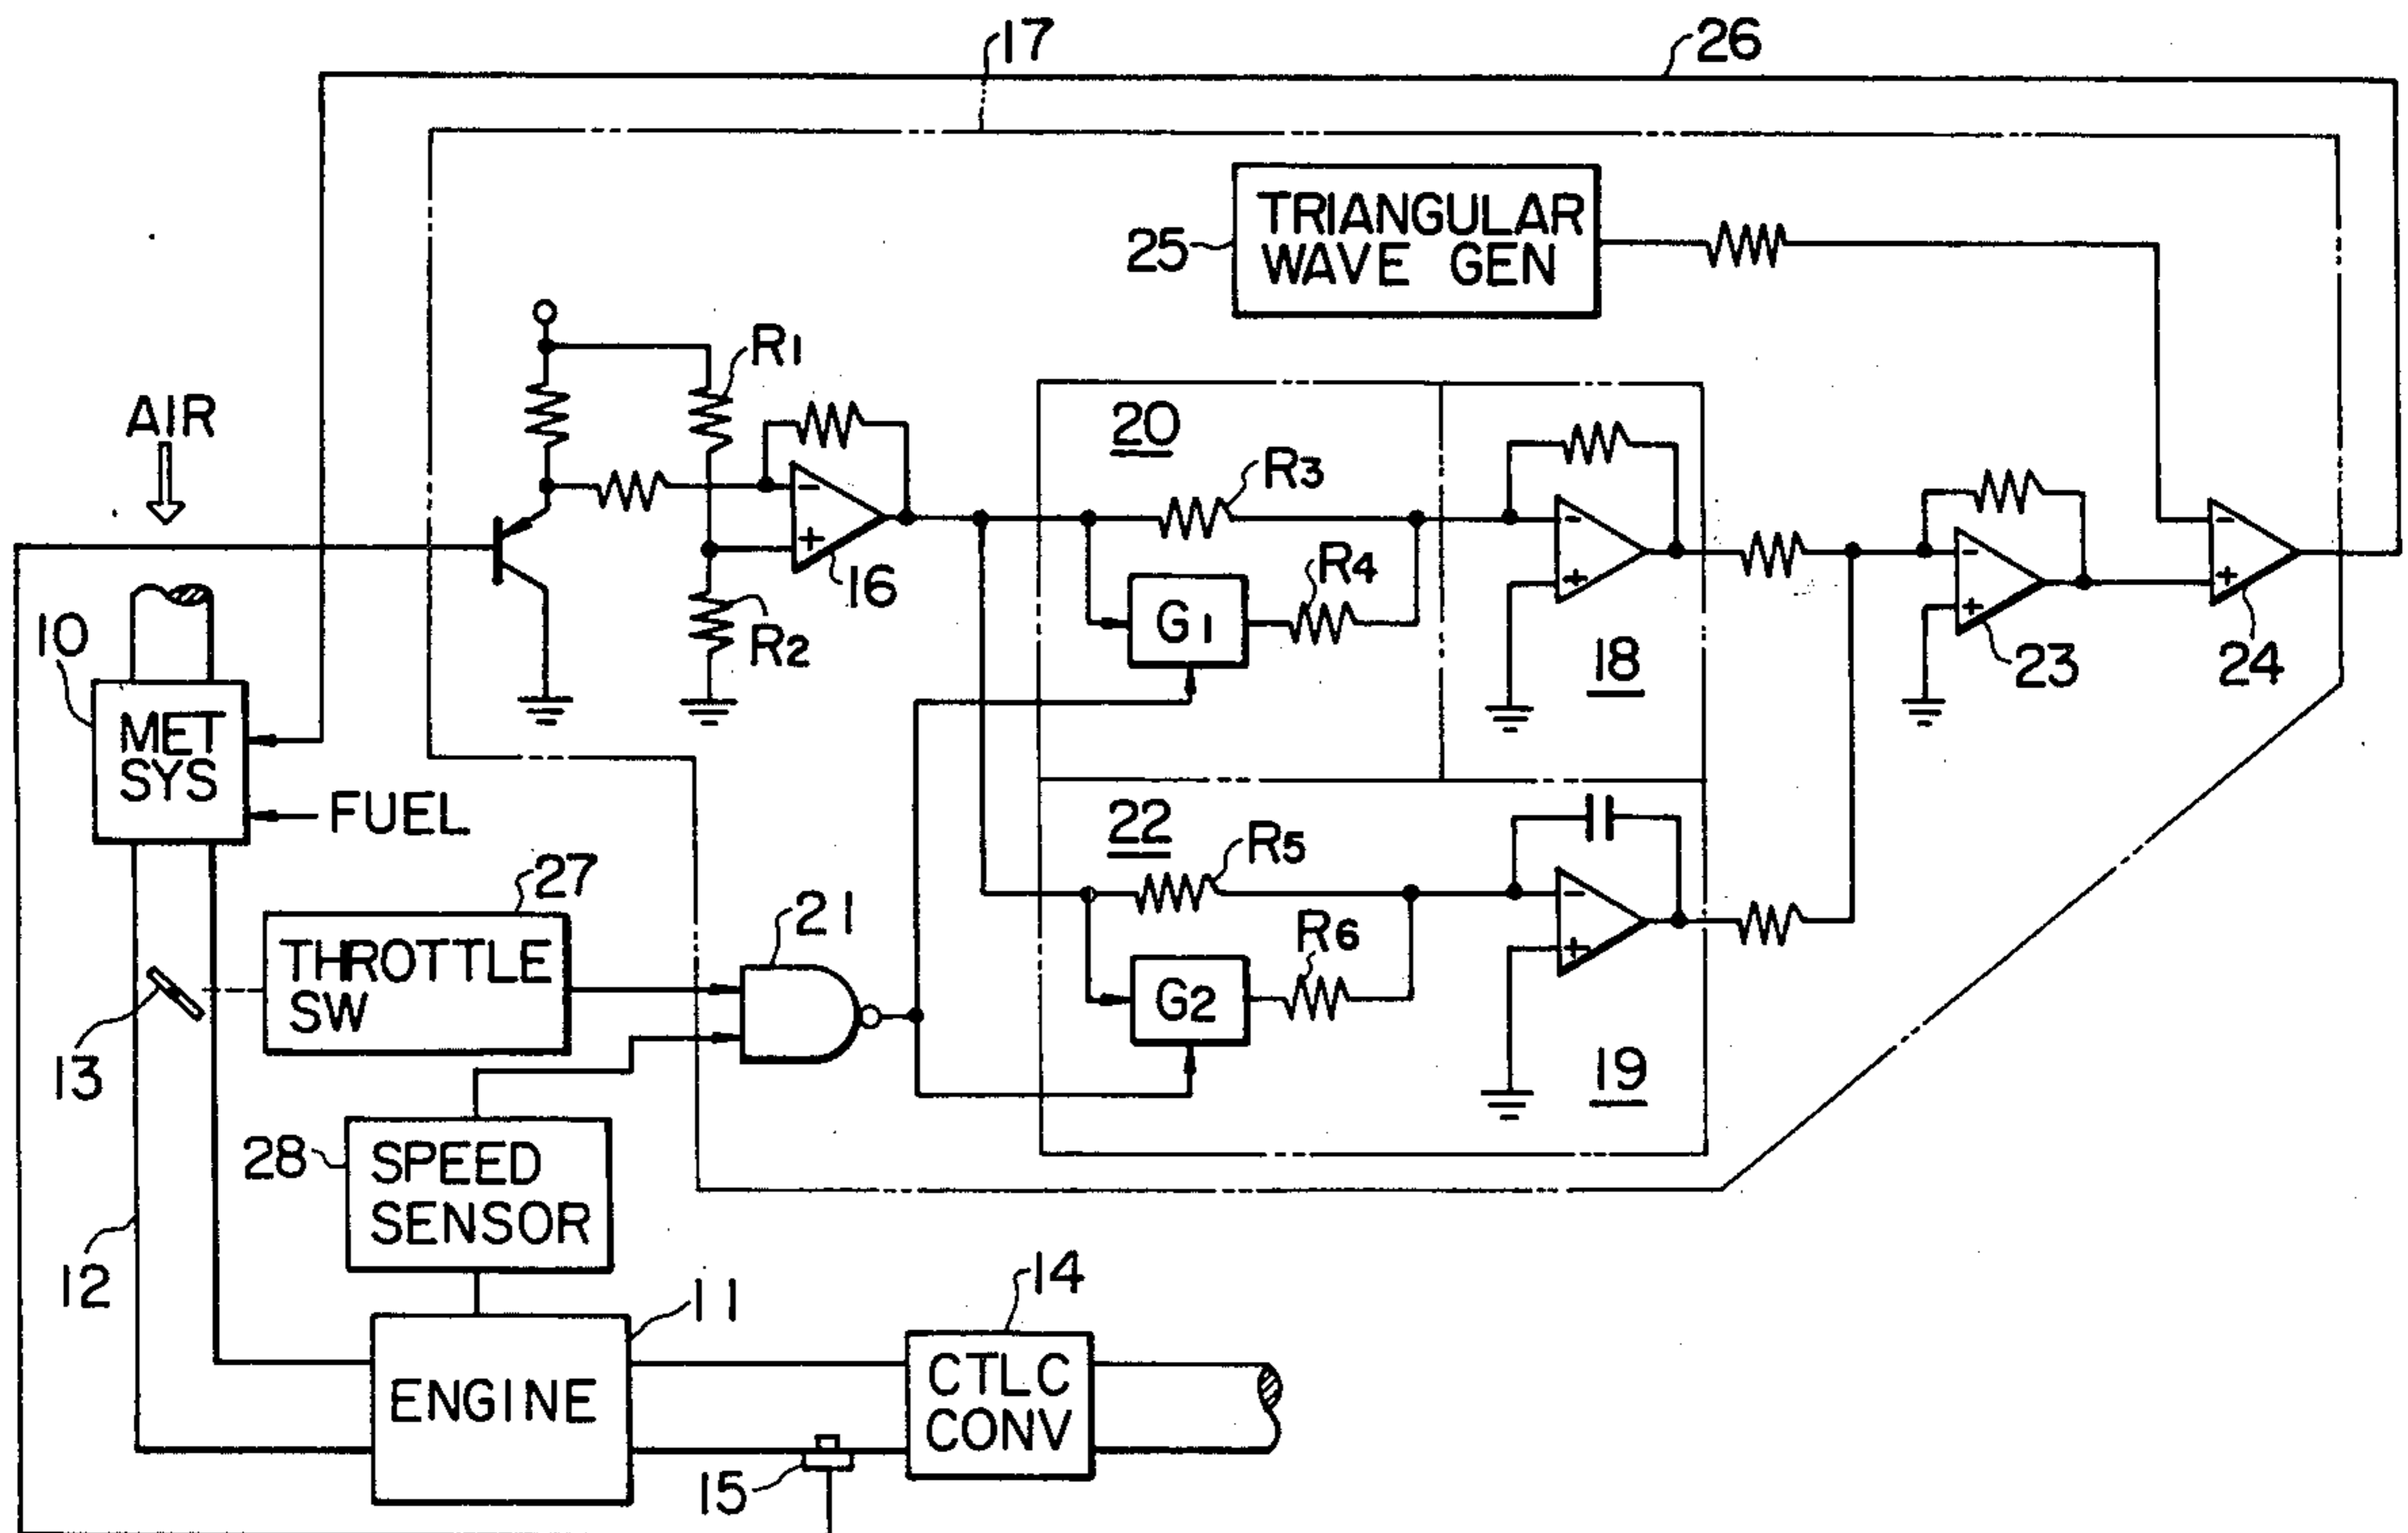 17
26
TRIANGULAR
WAVE GEN
25
R1
AIR
20
R3
-
+
16
R4
-
+
-
+
-
+
G1
R2
18
23
24
10
MET
SYS
FUEL
22
R5
27
21
THROTTLE
SW
R6
-
+
G2
13
19
28
SPEED
SENSOR
12
11
14
ENGINE
CTLC
CONV
15